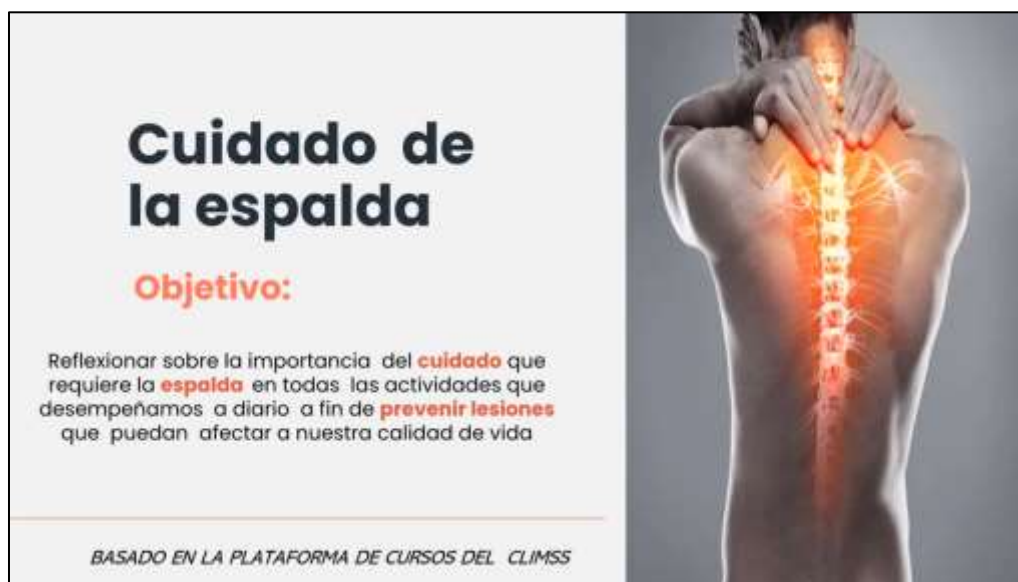 Cuidado de
la espalda
Objetivo:
Reflexionar sobre la importancia del cuidado que
requiere la espalda en todas las actividades que
desempeñamos a diario a fin de prevenir lesiones
que puedan afectar a nuestra calidad de vida
BASADO EN LA PLATAFORMA DE CURSOS DEL CLIMSS